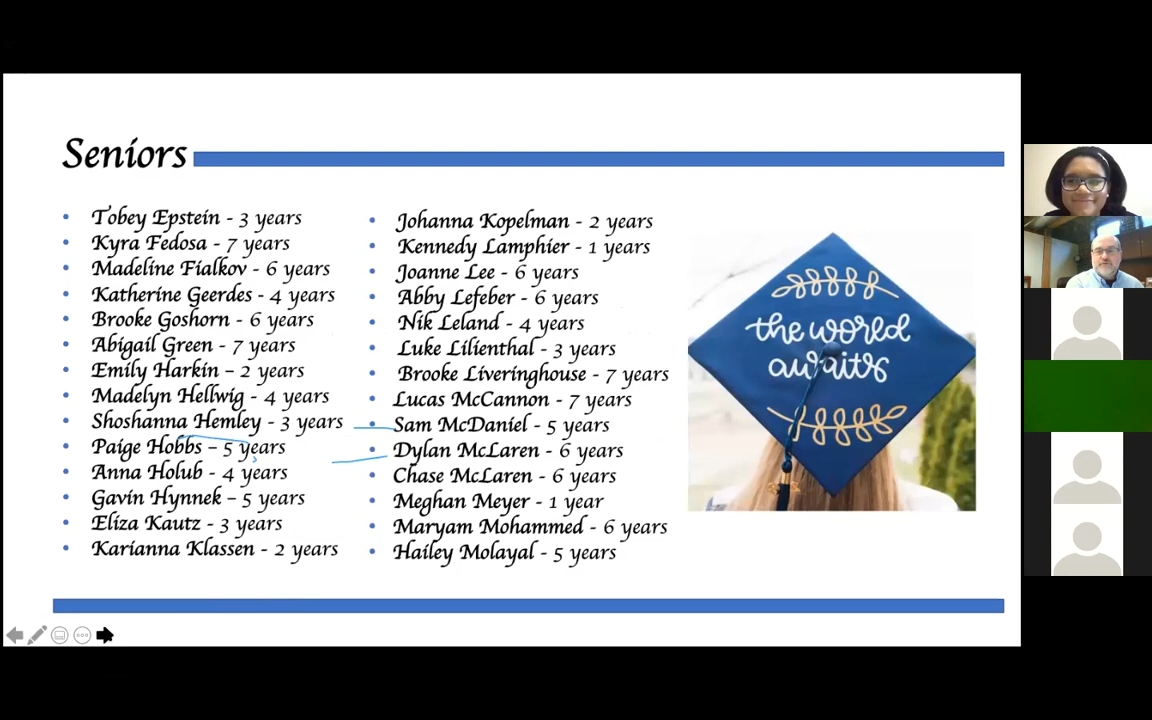 Seniors
Tobey Epstein - 3 years
Kyra Fedosa - 7 years
Madeline Fialkov - 6 years
Katherine Geerdes - 4 years
Brooke Goshorn - 6 years
Abigail Green - 7 years
Emily Harkin – 2 years
Madelyn Hellwig - 4 years
Shoshanna Hemley - 3 years
Paige Hobbs – 5 years
Anna Holub - 4 years
Gavin Hynnek – 5 years
Eliza Kautz - 3 years
Karianna Klassen - 2 years
Johanna Kopelman - 2 years
Kennedy Lamphier - 1 years
Joanne Lee - 6 years
Abby Lefeber - 6 years
Nik Leland - 4 years
Luke Lilienthal - 3 years
Brooke Liveringhouse - 7 years
Lucas McCannon - 7 years
Sam McDaniel - 5 years
Dylan McLaren - 6 years
Chase McLaren - 6 years
Meghan Meyer - 1 year
Maryam Mohammed - 6 years
Hailey Molayal - 5 years
the world
awaits